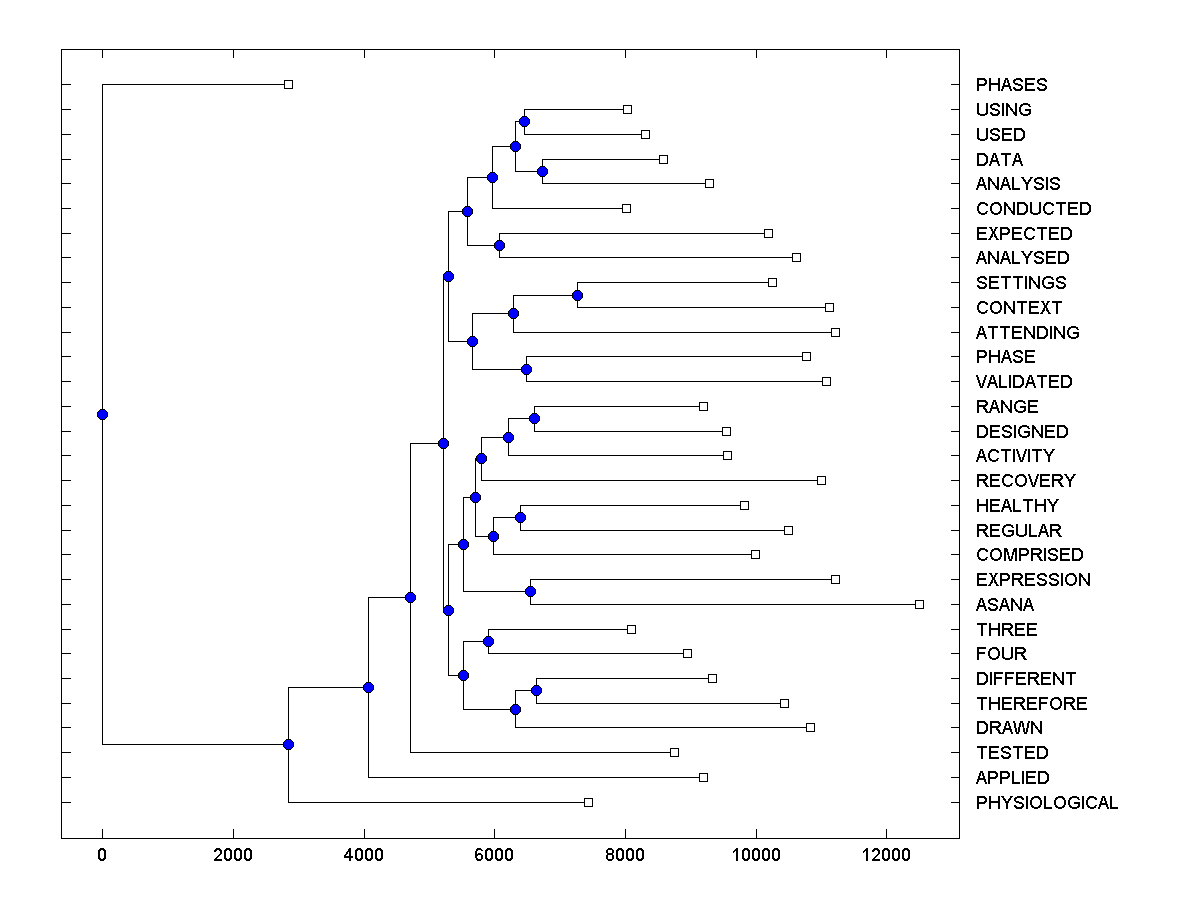 PHASES
USING
USED
DATA
ANALYSIS
CONDUCTED
EXPECTED
ANALYSED
SETTINGS
CONTEXT
ATTENDING
PHASE
VALIDATED
RANGE
DESIGNED
ACTIVITY
RECOVERY
HEALTHY
REGULAR
COMPRISED
EXPRESSION
ASANA
THREE
FOUR
DIFFERENT
THEREFORE
DRAWN
TESTED
APPLIED
PHYSIOLOGICAL
0 2000 4000 6000 8000 10000 12000